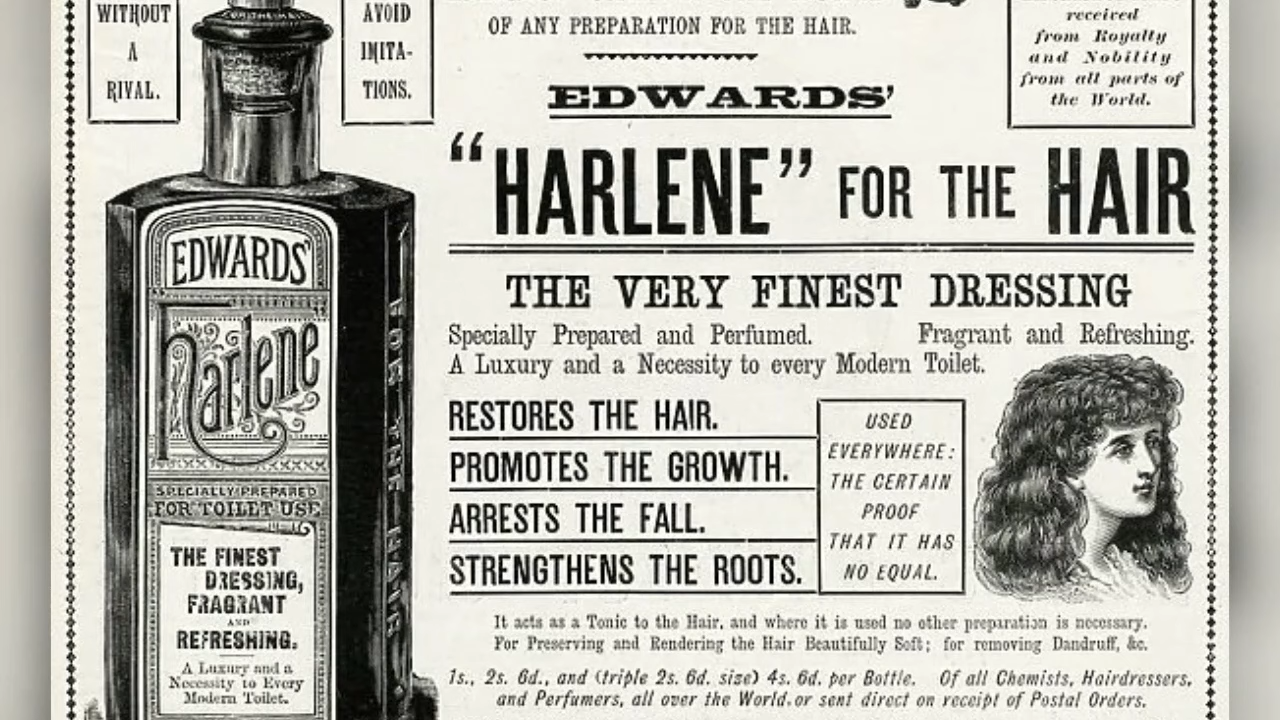 WITHOUT
A
RIVAL.
AVOID
IMITA-
TIONS.
OF ANY PREPARATION FOR THE HAIR.
received
from Royalty
and Nobility
from all parts of
the World.
EDWARDS'
"HARLENE" FOR THE HAIR
THE VERY FINEST DRESSING
Specially Prepared and Perfumed. Fragrant and Refreshing.
A Luxury and a Necessity to every Modern Toilet.
RESTORES THE HAIR.
PROMOTES THE GROWTH.
ARRESTS THE FALL.
STRENGTHENS THE ROOTS.
USED
EVERYWHERE:
THE CERTAIN
PROOF
THAT IT HAS
NO EQUAL.
It acts as a Tonic to the Hair, and where it is used no other preparation is necessary.
For Preserving and Rendering the Hair Beautifully Soft; for removing Dandruff, &c.
1s., 2s. 6d., and (triple 2s. 6d. size) 4s. 6d. per Bottle. Of all Chemists, Hairdressers,
and Perfumers, all over the World, or sent direct on receipt of Postal Orders.
EDWARDS'
Harlene
SPECIALLY PREPARED
FOR TOILET USE
THE FINEST
DRESSING,
FRAGRANT
AND
REFRESHING.
A Luxury and a
Necessity to Every
Modern Toilet.
FOR THE HAIR.